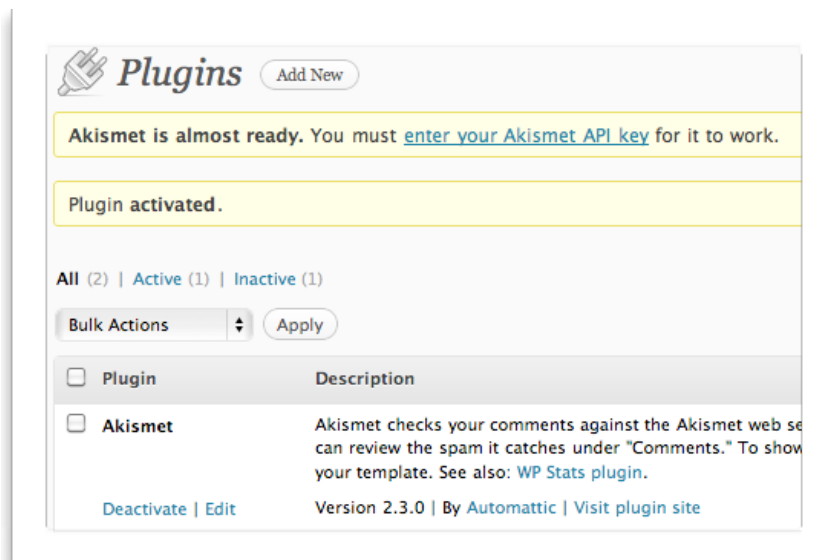 Plugins Add New
Akismet is almost ready. You must enter your Akismet API key for it to work.
Plugin activated.
All (2) | Active (1) | Inactive (1)
Bulk Actions Apply
Plugin Description
Akismet Akismet checks your comments against the Akismet web se
can review the spam it catches under "Comments." To show
your template. See also: WP Stats plugin.
Deactivate | Edit Version 2.3.0 | By Automattic | Visit plugin site